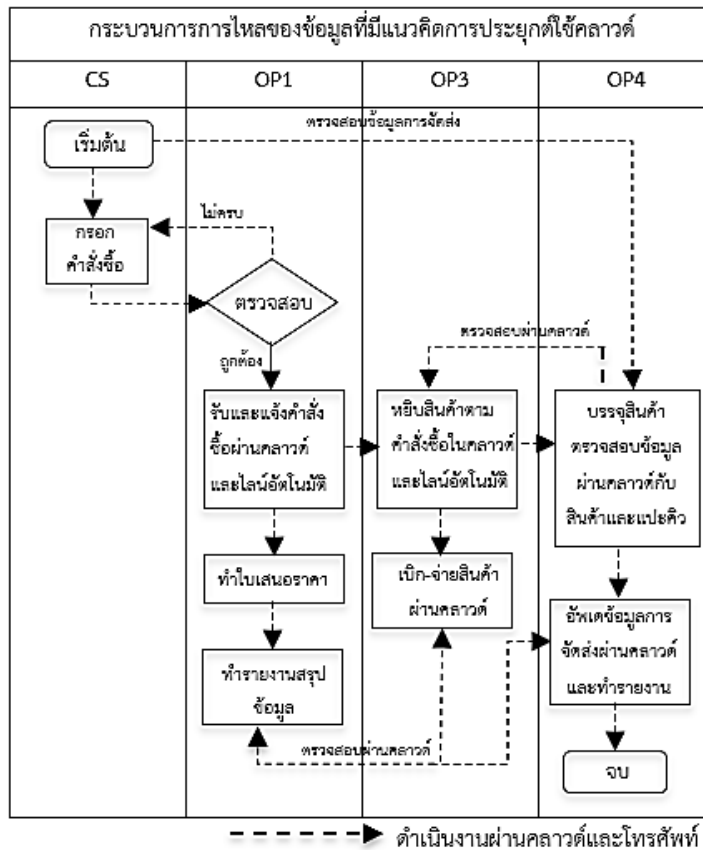 กระบวนการการไหลของข้อมูลที่มีแนวคิดการประยุกต์ใช้คลาวด์
CS
OP1
OP3
OP4
เริ่มต้น
ตรวจสอบข้อมูลการจัดส่ง
กรอก
คำสั่งซื้อ
ไม่ครบ
ตรวจสอบ
ถูกต้อง
ตรวจสอบผ่านคลาวด์
รับและแจ้งคำสั่ง
ซื้อผ่านคลาวด์
และไลน์อัตโนมัติ
หยิบสินค้าตาม
คำสั่งซื้อในคลาวด์
และไลน์อัตโนมัติ
บรรจุสินค้า
ตรวจสอบข้อมูล
ผ่านคลาวด์กับ
สินค้าและแปะคิว
ทำใบเสนอราคา
เบิก-จ่ายสินค้า
ผ่านคลาวด์
อัพเดตข้อมูลการ
จัดส่งผ่านคลาวด์
และทำรายงาน
ทำรายงานสรุป
ข้อมูล
ตรวจสอบผ่านคลาวด์
จบ
ดำเนินงานผ่านคลาวด์และโทรศัพท์